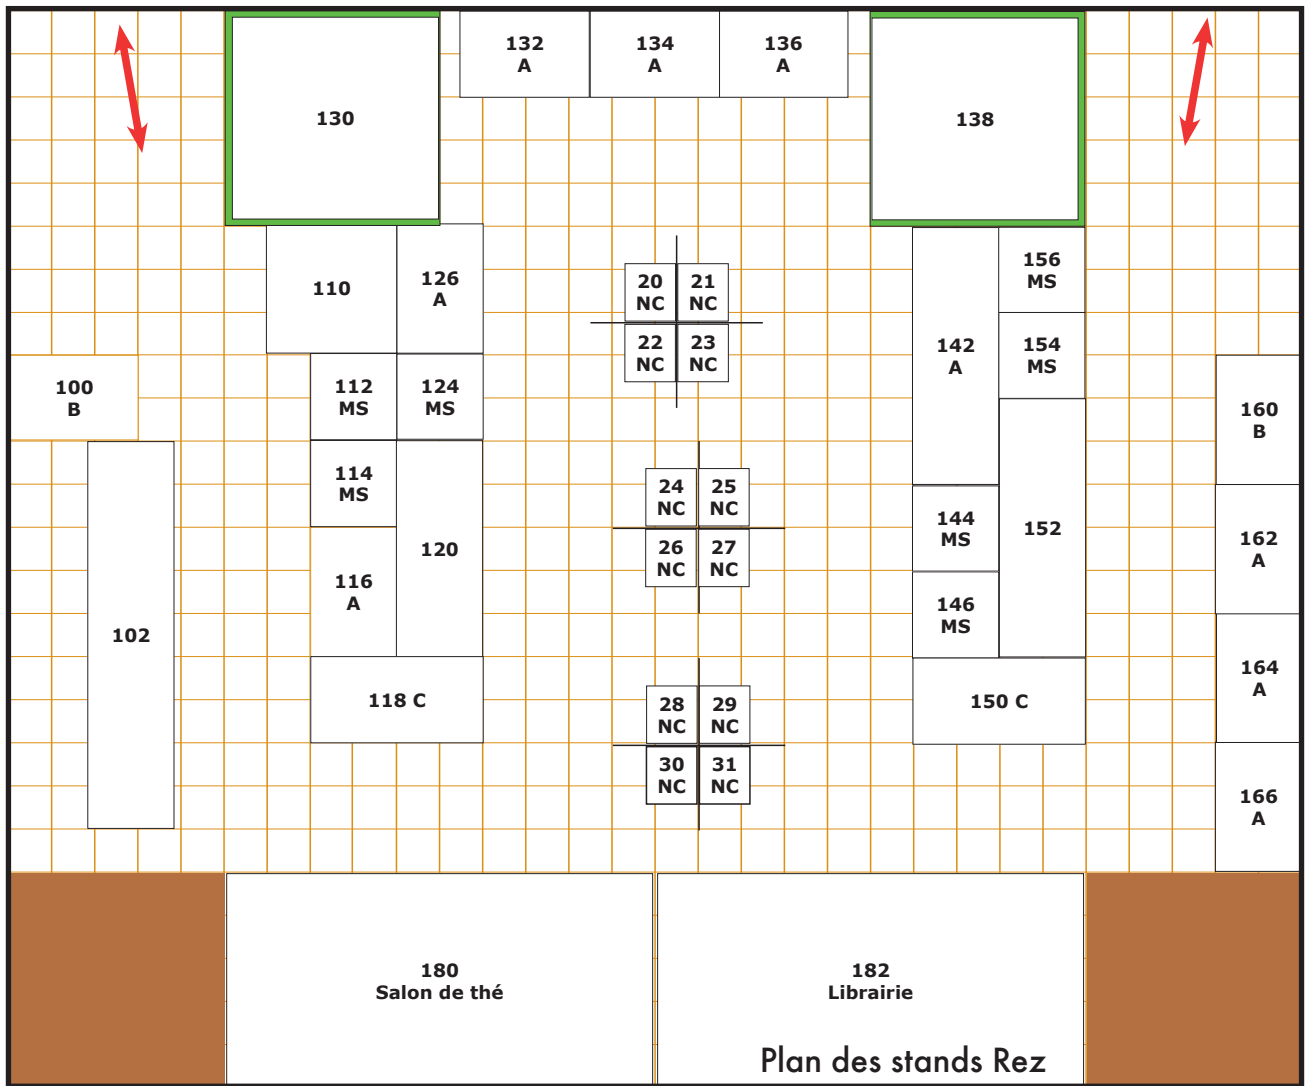 132
A
134
A
136
A
130
138
110
126
A
20
NC
21
NC
22
NC
23
NC
142
A
156
MS
154
MS
100
B
112
MS
124
MS
160
B
114
MS
120
116
A
24
NC
25
NC
26
NC
27
NC
144
MS
152
146
MS
162
A
102
164
A
118 C
28
NC
29
NC
30
NC
31
NC
150 C
166
A
180
Salon de thé
182
Librairie
Plan des stands Rez